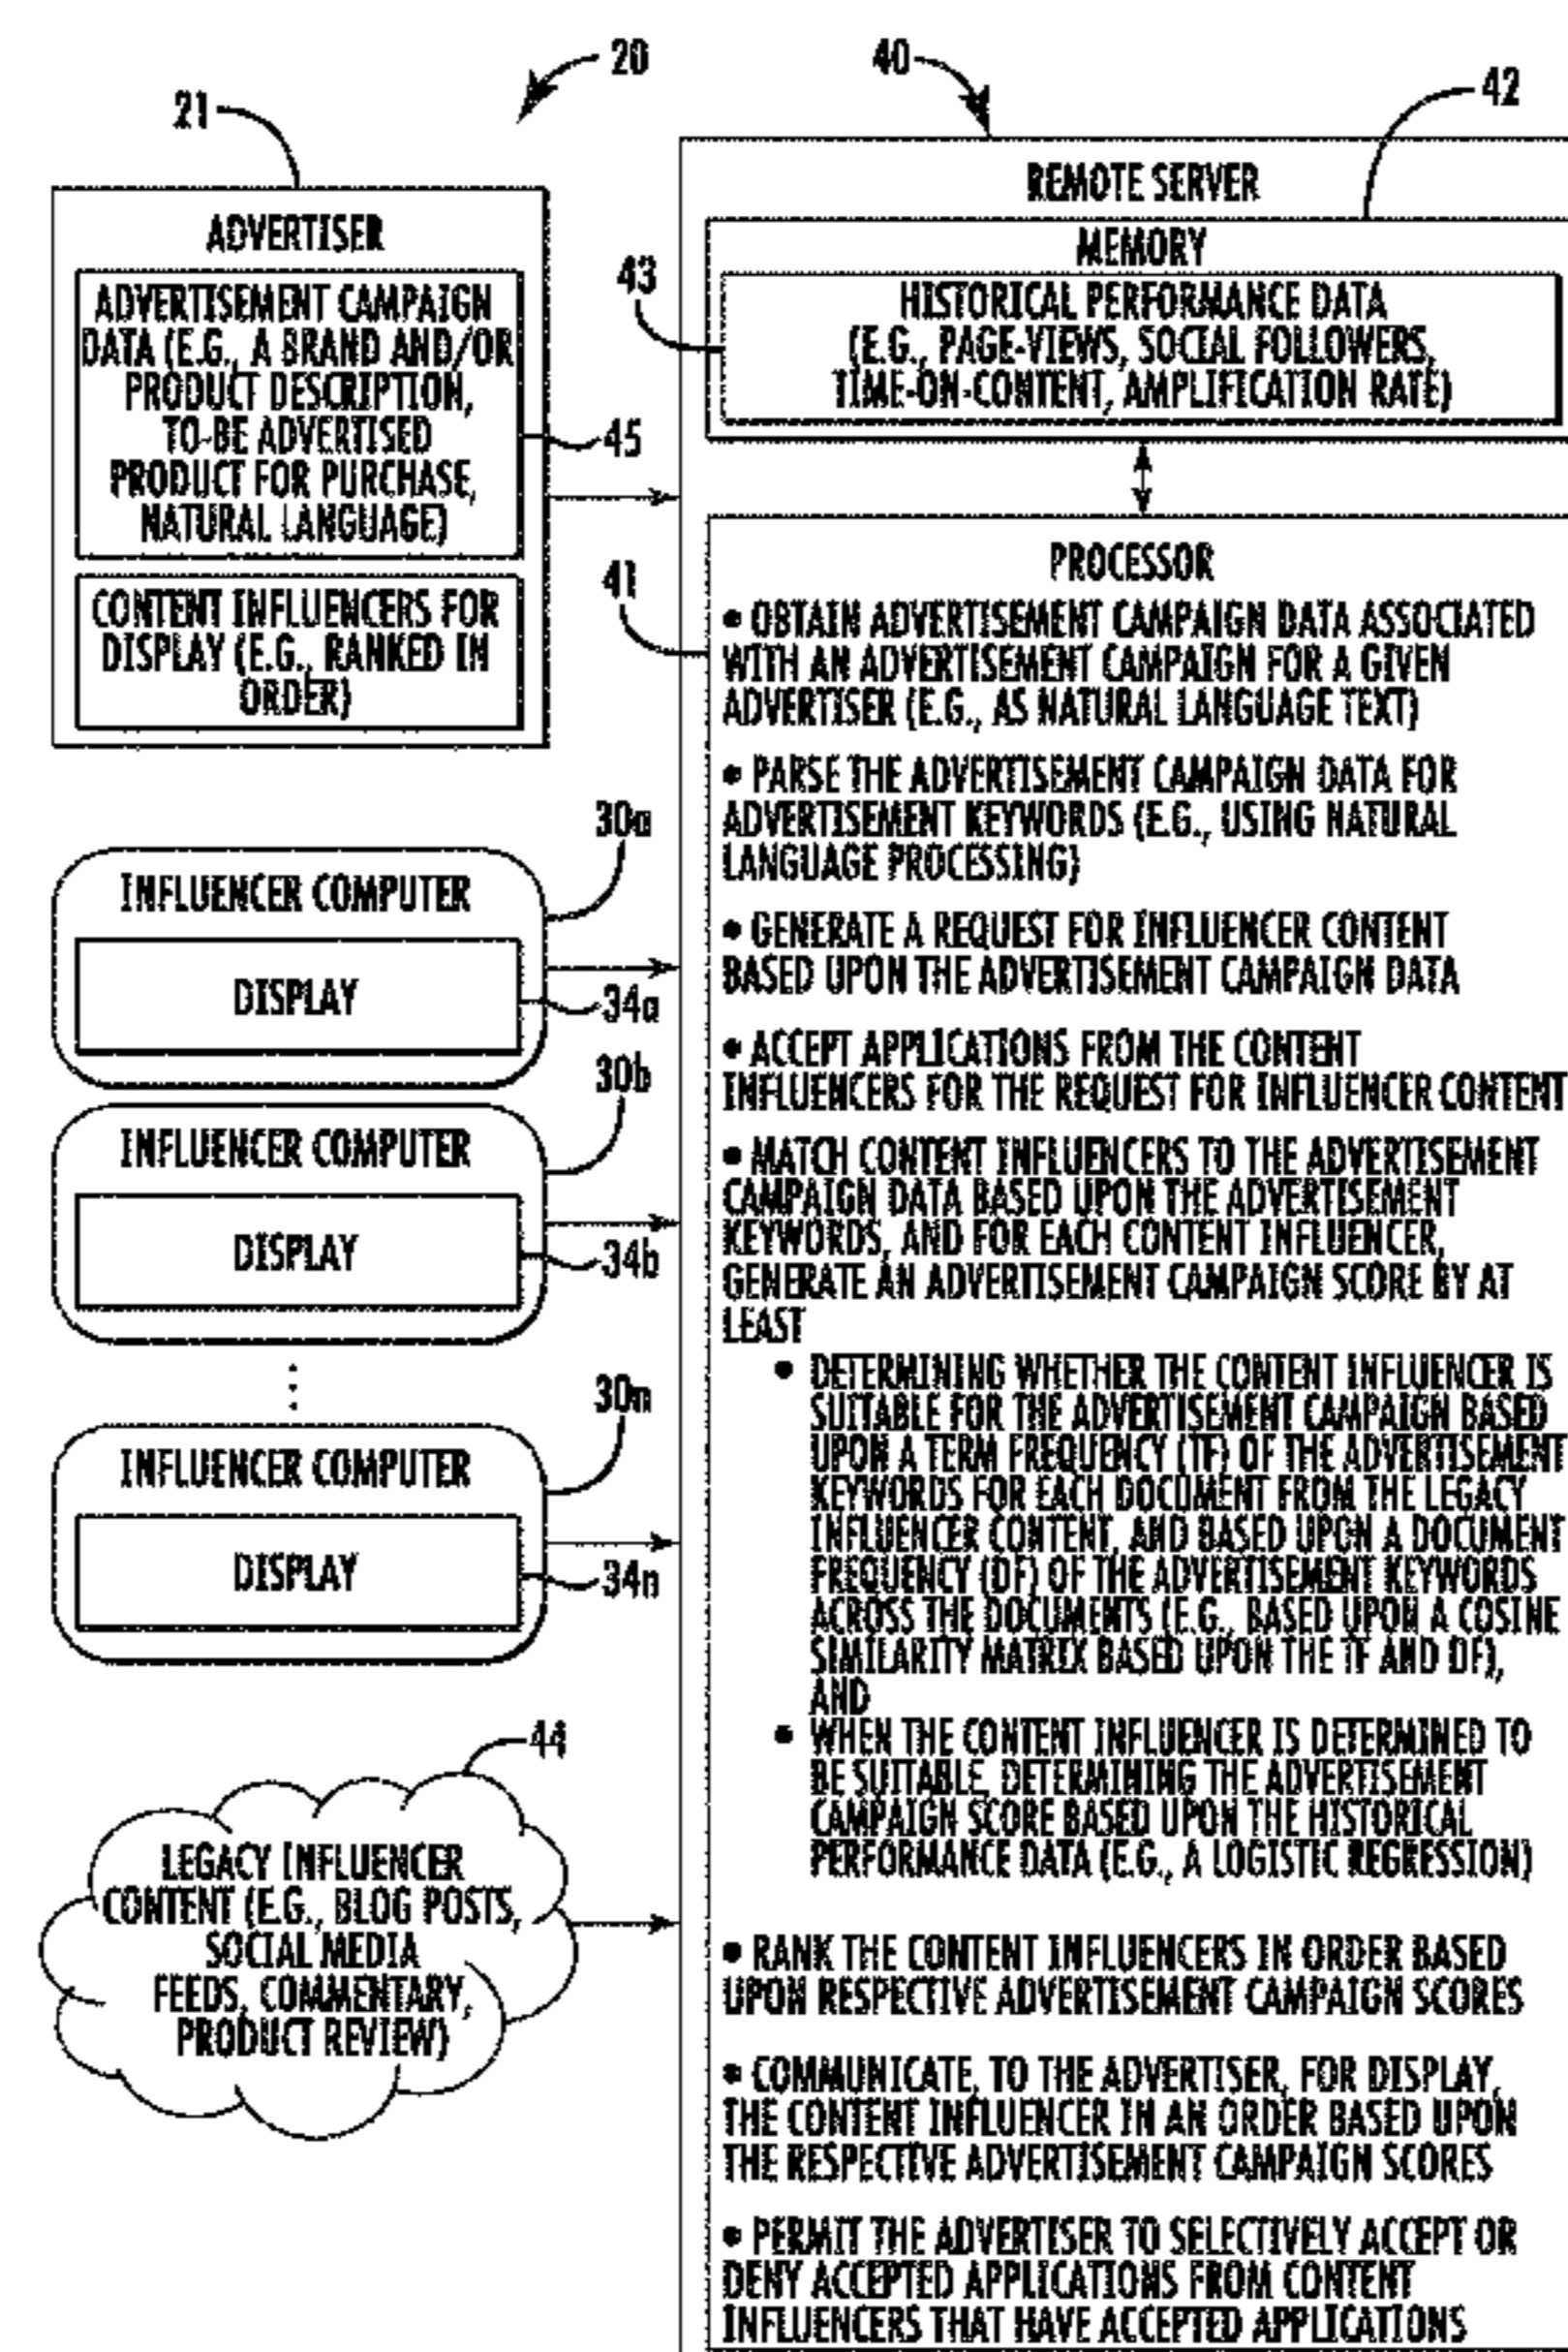 20
40
42
21
REMOTE SERVER
ADVERTISER
MEMORY
43
ADVERTISEMENT CAMPAIGN
DATA (E.G., A BRAND AND/OR
PRODUCT DESCRIPTION,
TO-BE ADVERTISED
PRODUCT FOR PURCHASE,
NATURAL LANGUAGE)
45
HISTORICAL PERFORMANCE DATA
(E.G., PAGE-VIEWS, SOCIAL FOLLOWERS,
TIME-ON-CONTENT, AMPLIFICATION RATE)
CONTENT INFLUENCERS FOR
DISPLAY (E.G., RANKED IN
ORDER)
41
PROCESSOR
• OBTAIN ADVERTISEMENT CAMPAIGN DATA ASSOCIATED
WITH AN ADVERTISEMENT CAMPAIGN FOR A GIVEN
ADVERTISER (E.G., AS NATURAL LANGUAGE TEXT)
• PARSE THE ADVERTISEMENT CAMPAIGN DATA FOR
ADVERTISEMENT KEYWORDS (E.G., USING NATURAL
LANGUAGE PROCESSING)
• GENERATE A REQUEST FOR INFLUENCER CONTENT
BASED UPON THE ADVERTISEMENT CAMPAIGN DATA
• ACCEPT APPLICATIONS FROM THE CONTENT
INFLUENCERS FOR THE REQUEST FOR INFLUENCER CONTENT
• MATCH CONTENT INFLUENCERS TO THE ADVERTISEMENT
CAMPAIGN DATA BASED UPON THE ADVERTISEMENT
KEYWORDS, AND FOR EACH CONTENT INFLUENCER,
GENERATE AN ADVERTISEMENT CAMPAIGN SCORE BY AT
LEAST
• DETERMINING WHETHER THE CONTENT INFLUENCER IS
SUITABLE FOR THE ADVERTISEMENT CAMPAIGN BASED
UPON A TERM FREQUENCY (TF) OF THE ADVERTISEMENT
KEYWORDS FOR EACH DOCUMENT FROM THE LEGACY
INFLUENCER CONTENT, AND BASED UPON A DOCUMENT
FREQUENCY (DF) OF THE ADVERTISEMENT KEYWORDS
ACROSS THE DOCUMENTS (E.G., BASED UPON A COSINE
SIMILARITY MATRIX BASED UPON THE TF AND DF),
AND
• WHEN THE CONTENT INFLUENCER IS DETERMINED TO
BE SUITABLE, DETERMINING THE ADVERTISEMENT
CAMPAIGN SCORE BASED UPON THE HISTORICAL
PERFORMANCE DATA (E.G., A LOGISTIC REGRESSION)
• RANK THE CONTENT INFLUENCERS IN ORDER BASED
UPON RESPECTIVE ADVERTISEMENT CAMPAIGN SCORES
• COMMUNICATE, TO THE ADVERTISER, FOR DISPLAY,
THE CONTENT INFLUENCER IN AN ORDER BASED UPON
THE RESPECTIVE ADVERTISEMENT CAMPAIGN SCORES
• PERMIT THE ADVERTISER TO SELECTIVELY ACCEPT OR
DENY ACCEPTED APPLICATIONS FROM CONTENT
INFLUENCERS THAT HAVE ACCEPTED APPLICATIONS
30a
INFLUENCER COMPUTER
DISPLAY
34a
30b
INFLUENCER COMPUTER
DISPLAY
34b
30n
INFLUENCER COMPUTER
DISPLAY
34n
44
LEGACY INFLUENCER
CONTENT (E.G., BLOG POSTS,
SOCIAL MEDIA
FEEDS, COMMENTARY,
PRODUCT REVIEW)